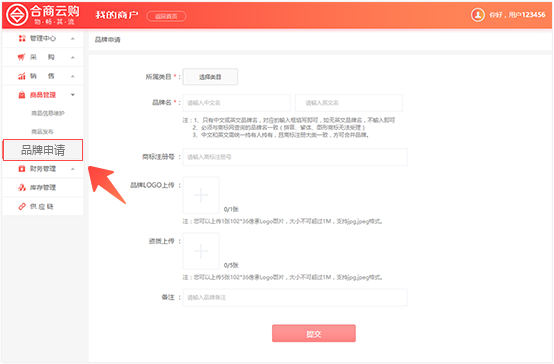 合商云购
物·畅·其·流
我的商户
返回首页
你好，用户123456
管理中心
采 购
销 售
商品管理
商品信息维护
商品发布
品牌申请
财务管理
库存管理
供 应 链
品牌申请
所属类目 *：
选择类目
品牌名 *：
请输入中文名
请输入英文名
注：1、只有中文或英文品牌名，对应的输入框填写即可，如无英文品牌名，不输入即可
2、必须与商标网查询的品牌名一致
3、中文和英文需统一持有人持有，且商标注册大类一致，方可合并品牌。
商标注册号：
请输入商标注册号
品牌LOGO上传：
0/1张
注：您可以上传1张102*36像素Logo图片，大小不可超过1M，支持jpg,jpeg格式。
资质上传：
0/5张
注：您可以上传5张102*36像素Logo图片，大小不可超过1M，支持jpg,jpeg格式。
备注：
请输入品牌备注
提交